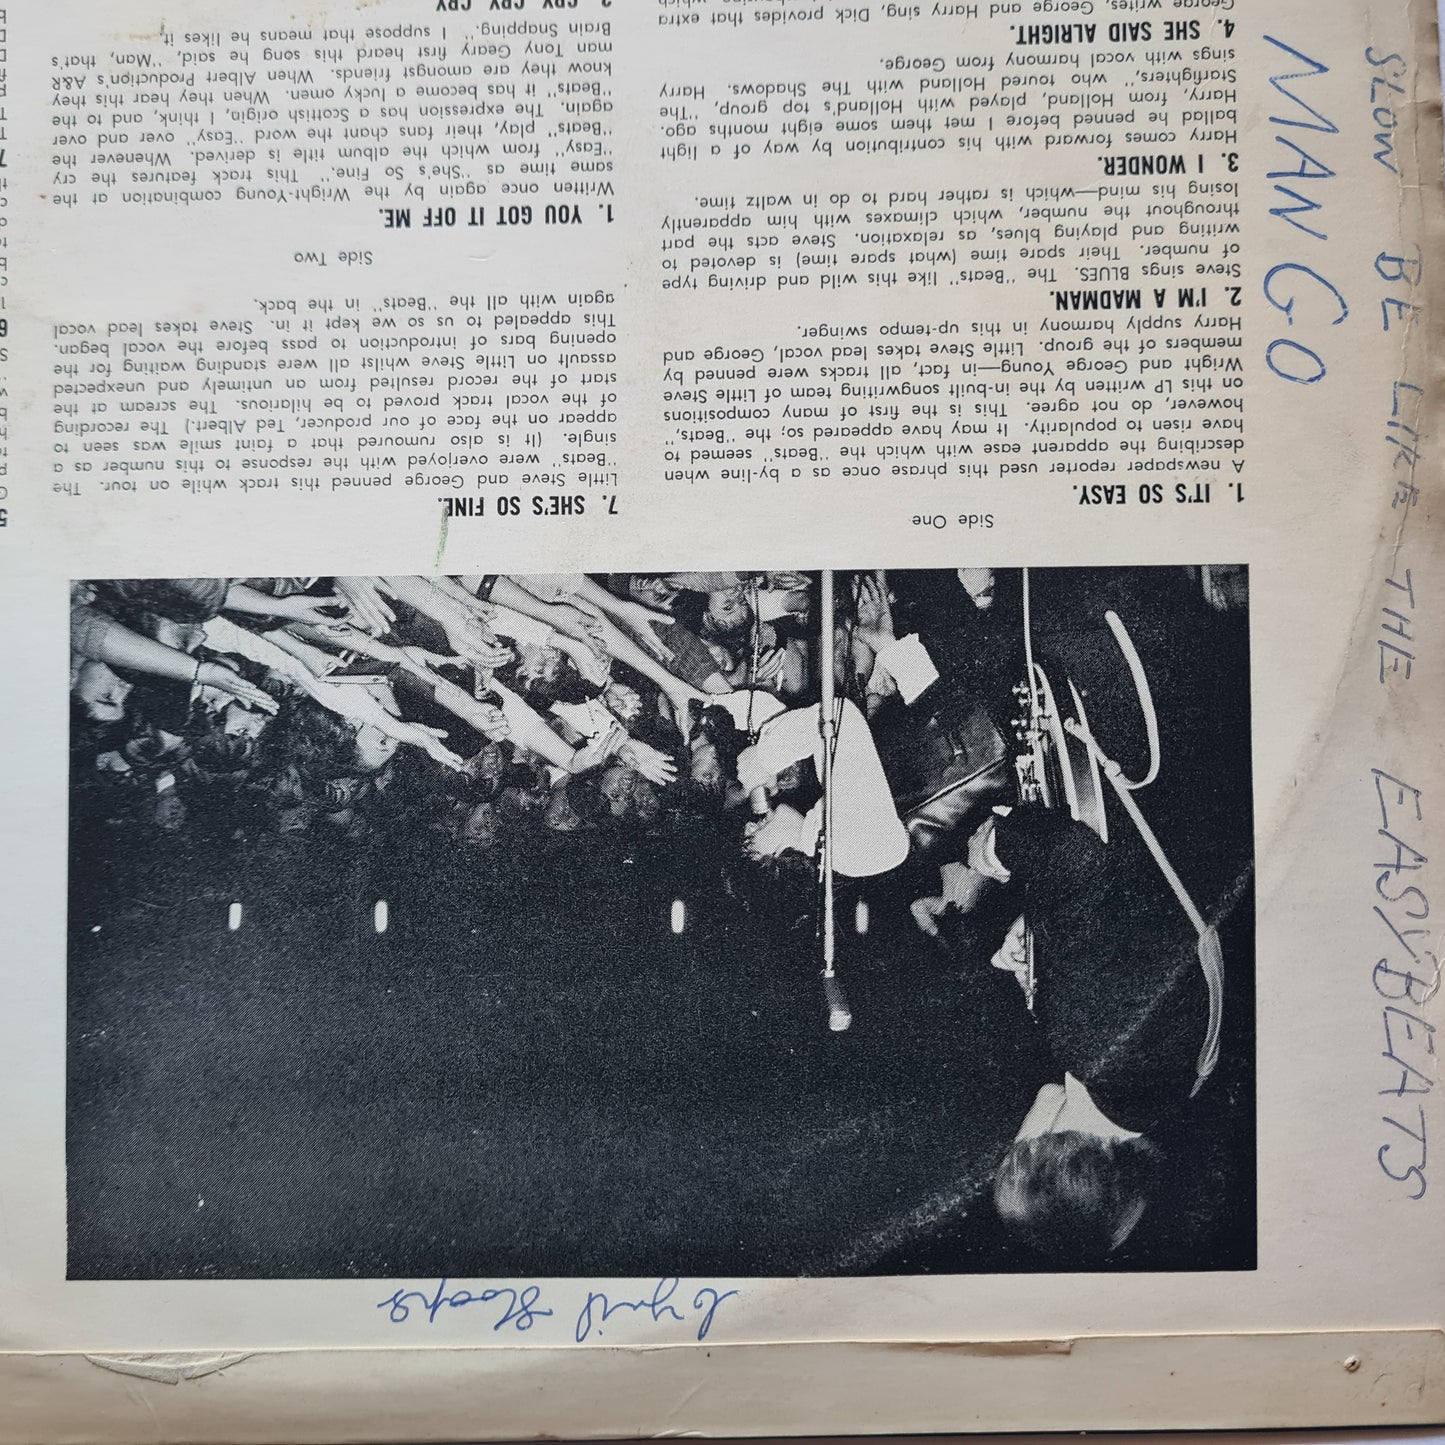 MAN GO
SLOW BE LIKE THE EASYBEATS
Side One
1. IT'S SO EASY.
A newspaper reporter used this phrase once as a by-line when
describing the apparent ease with which the "Beats" seemed to
have risen to popularity. It may have appeared so; the "Beats,"
however, do not agree. This is the first of many compositions
on this LP written by the in-built songwriting team of Little Steve
Wright and George Young—in fact, all tracks were penned by
members of the group. Little Steve takes lead vocal, George and
Harry supply harmony in this up-tempo swinger.
2. I'M A MADMAN.
Steve sings BLUES. The "Beats" like this wild and driving type
of number. Their spare time (what spare time) is devoted to
writing and playing blues, as relaxation. Steve acts the part
throughout the number, which climaxes with him apparently
losing his mind—which is rather hard to do in waltz time.
3. I WONDER.
Harry comes forward with his contribution by way of a light
ballad he penned before I met them some eight months ago.
Harry, from Holland, played with Holland's top group, "The
Starfighters," who toured Holland with The Shadows. Harry
sings with vocal harmony from George.
4. SHE SAID ALRIGHT.
George writes, George and Harry sing, Dick provides that extra
7. SHE'S SO FINE.
Little Steve and George penned this track while on tour. The
"Beats" were overjoyed with the response to this number as a
single. (It is also rumoured that a faint smile was seen to
appear on the face of our producer, Ted Albert.) The recording
of the vocal track proved to be hilarious. The scream at the
start of the record resulted from an untimely and unexpected
assault on Little Steve whilst all were standing waiting for the
opening bars of introduction to pass before the vocal began.
This appealed to us so we kept it in. Steve takes lead vocal
again with all the "Beats" in the back.
Side Two
1. YOU GOT IT OFF ME.
Written once again by the Wright-Young combination at the
same time as "She's So Fine." This track features the cry
"Easy" from which the album title is derived. Whenever the
"Beats" play, their fans chant the word "Easy" over and over
again. The expression has a Scottish origin, I think, and to the
"Beats" it has become a lucky omen. When they hear this they
know they are amongst friends. When Albert Production's A&R
man Tony Geary first heard this song he said, "Man, that's
Brain Snapping." I suppose that means he likes it.
2. CRY CRY CRY